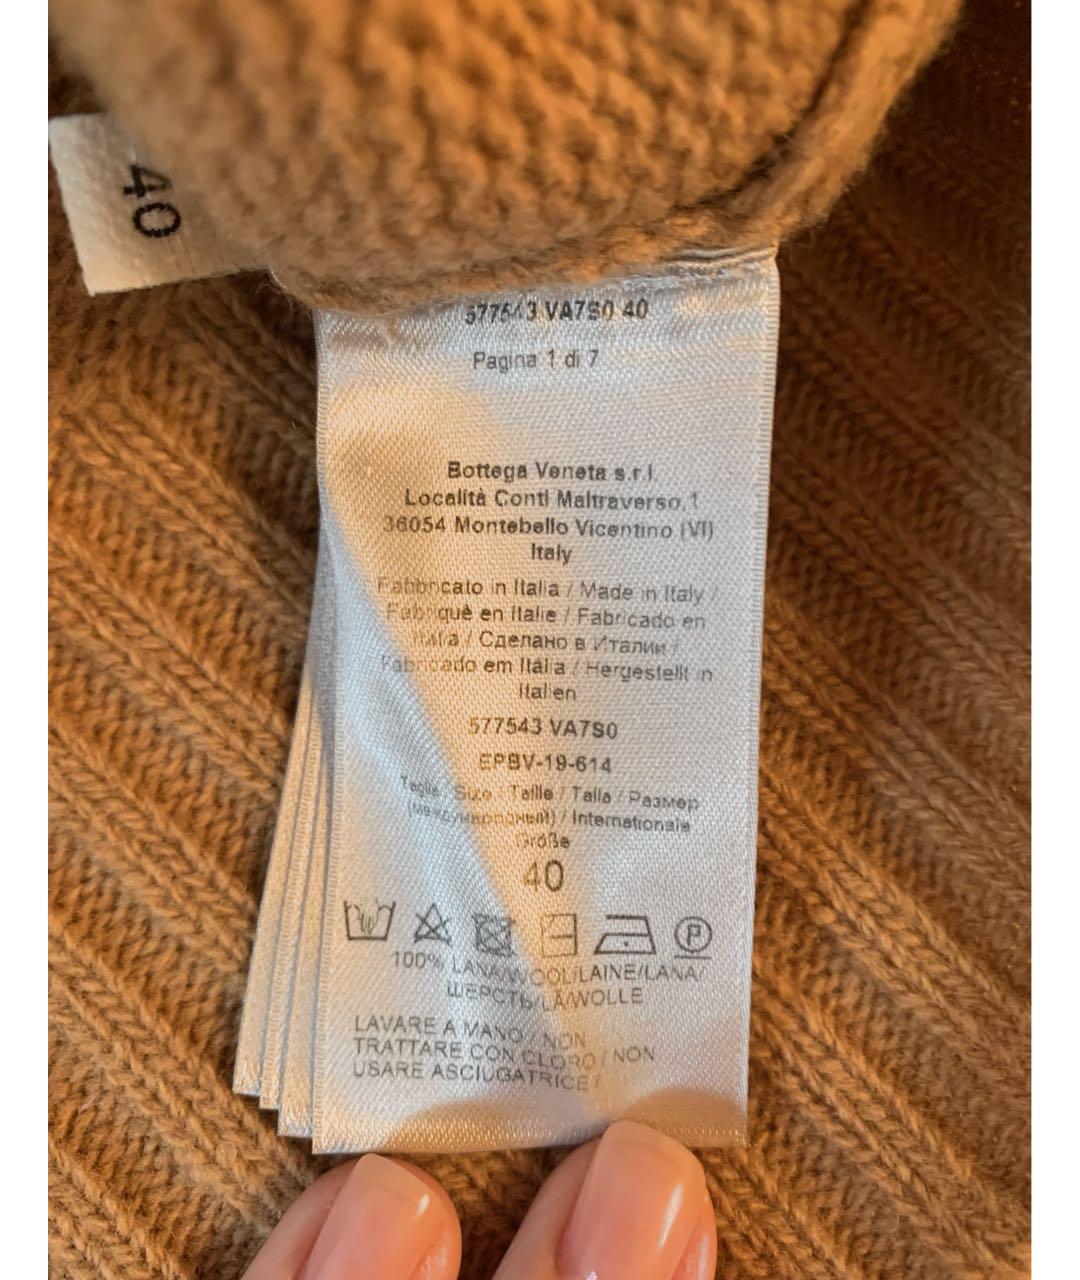 40
577543 VA7S0 40
Pagina 1 di 7
Bottega Veneta s.r.l.
Località Conti Maltraverso,1
36054 Montebello Vicentino (VI)
Italy
Fabbricato in Italia / Made in Italy /
Fabriqué en Italie / Fabricado en
Italia / Сделано в Италии /
Fabricado em Itália / Hergestellt in
Italien
577543 VA7S0
EPBV-19-614
Taglia / Size / Taille / Talla / Размер
(международный) / Internationale
Größe
40
P
100% LANA/WOOL/LAINE/LANA/
ШЕРСТЬ/LÃ/WOLLE
LAVARE A MANO / NON
TRATTARE CON CLORO / NON
USARE ASCIUGATRICE /